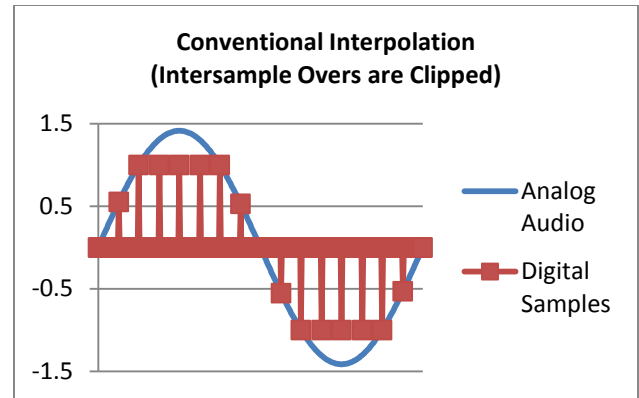 Conventional Interpolation
(Intersample Overs are Clipped)
1.5
0.5
-0.5
-1.5
Analog
Audio
Digital
Samples